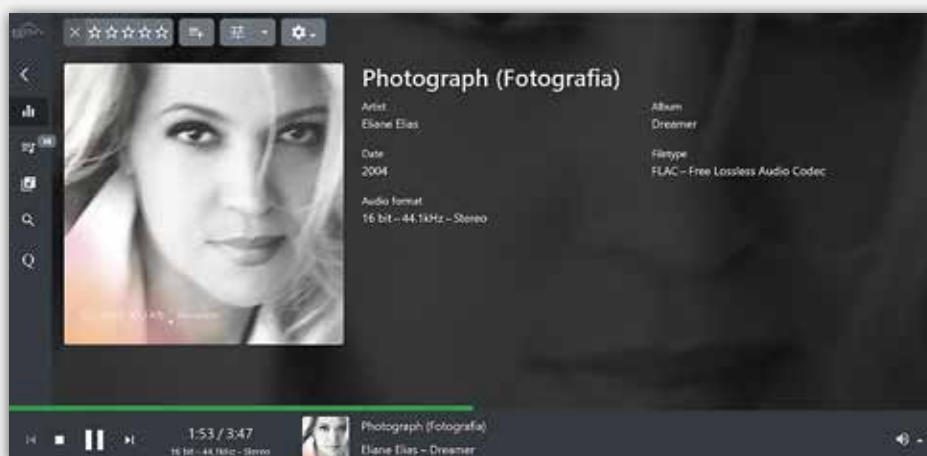 Photograph (Fotografia)
Artist
Eliane Elias
Album
Dreamer
Date
2004
Filetype
FLAC – Free Lossless Audio Codec
Audio format
16 bit – 44.1kHz – Stereo
Q
1:53 / 3:47
16 bit – 44.1kHz – Stereo
Photograph (Fotografia)
Eliane Elias – Dreamer